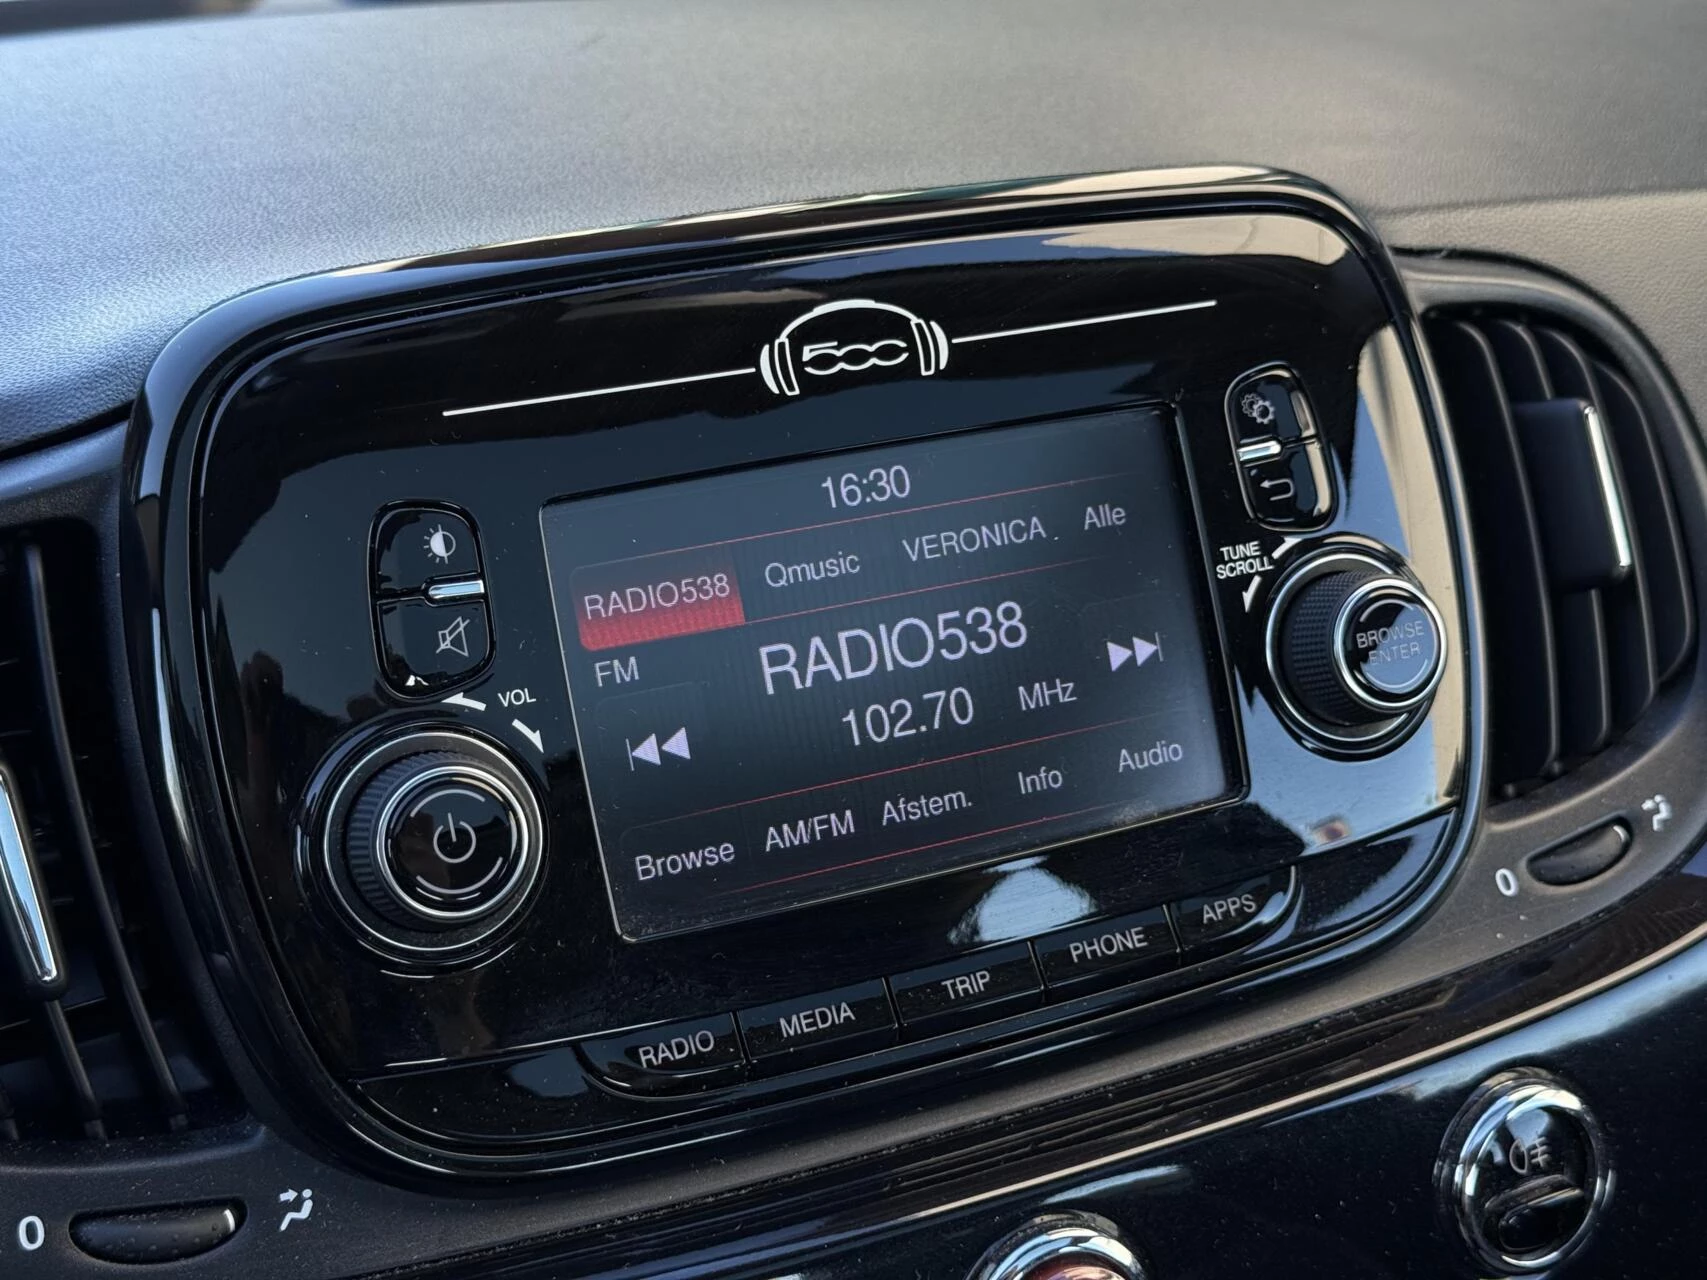 500
16:30
RADIO538 Qmusic VERONICA Alle
FM
RADIO538
102.70 MHz
Browse AM/FM Afstem. Info Audio
VOL
TUNE
SCROLL
BROWSE
ENTER
RADIO MEDIA TRIP PHONE APPS
0
0